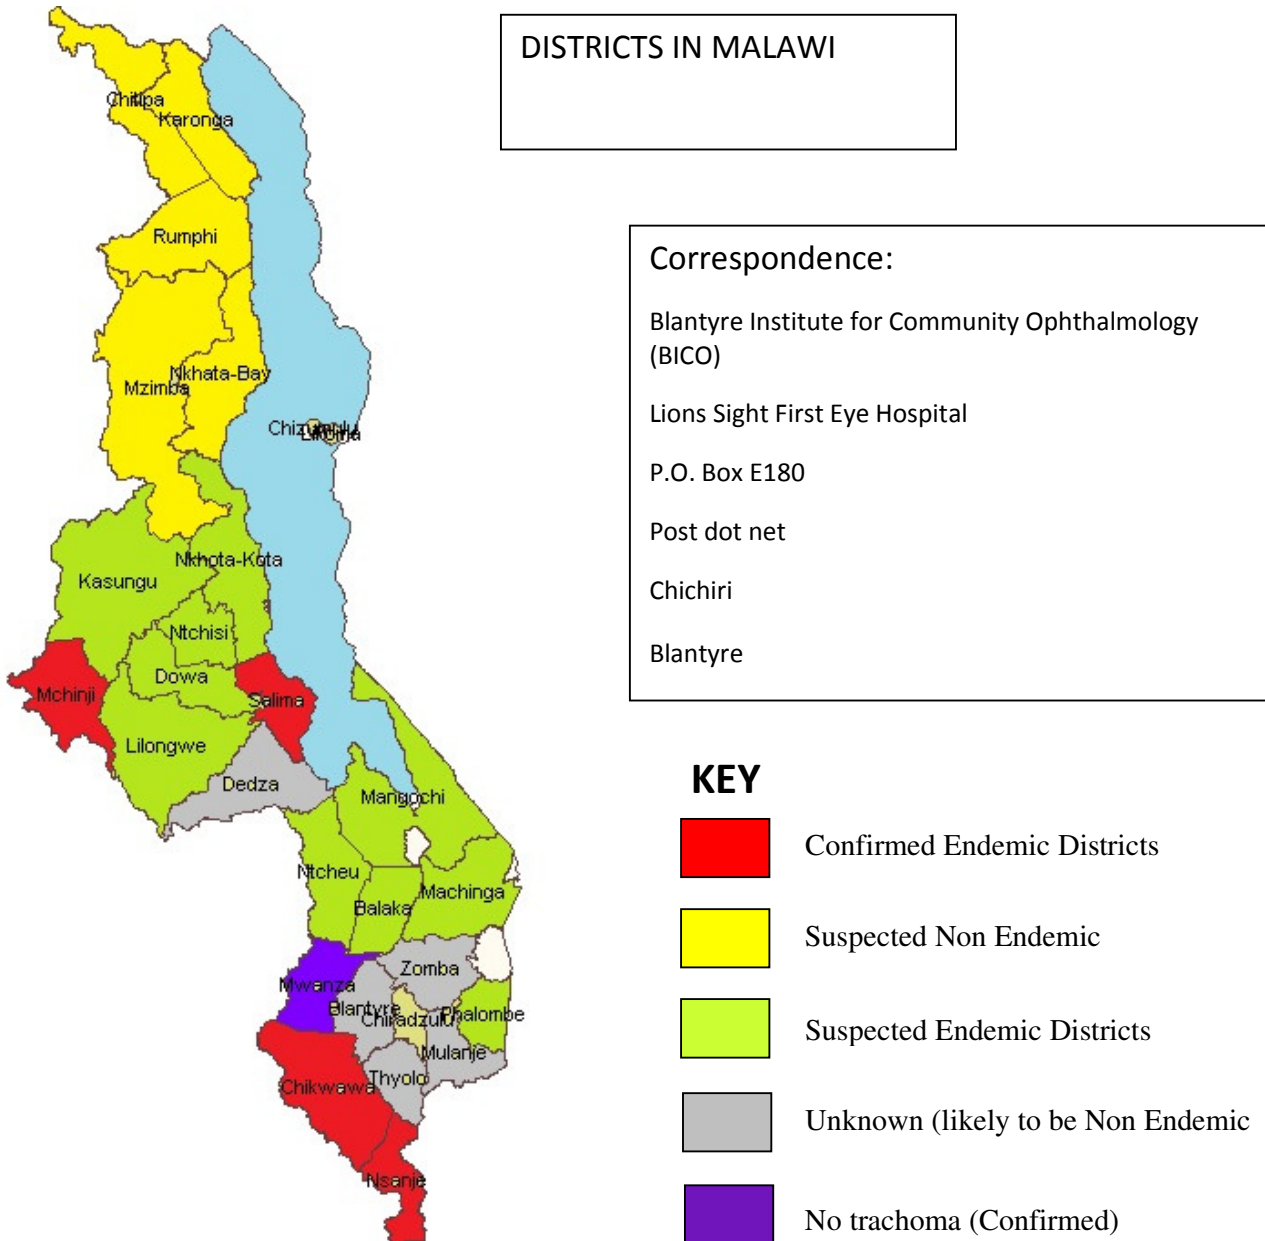 DISTRICTS IN MALAWI
Correspondence:
Blantyre Institute for Community Ophthalmology
(BICO)
Lions Sight First Eye Hospital
P.O. Box E180
Post dot net
Chichiri
Blantyre
Chitipa
Karonga
Rumphi
Mzimba
Nkhata-Bay
Chizumulu
Likoma
Kasungu
Nkhota-Kota
Ntchisi
Dowa
Mchinji
Salima
Lilongwe
Dedza
Mangochi
Ntcheu
Balaka
Machinga
Zomba
Mwanza
Blantyre
Chiradzulu
Phalombe
Mulanje
Thyolo
Chikwawa
Nsanje
KEY
Confirmed Endemic Districts
Suspected Non Endemic
Suspected Endemic Districts
Unknown (likely to be Non Endemic
No trachoma (Confirmed)